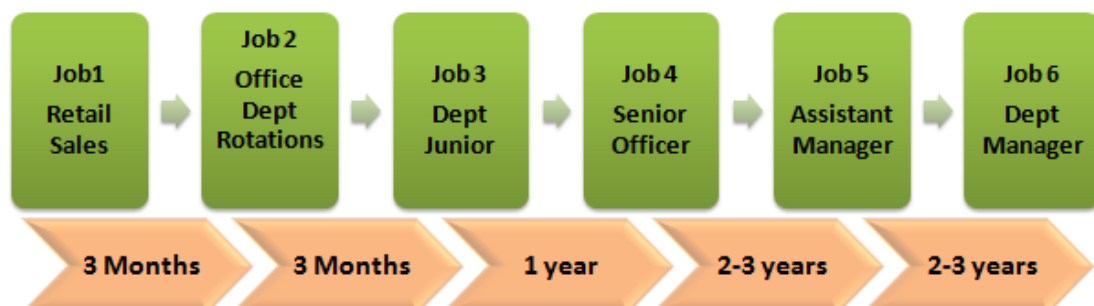 Job1
Retail
Sales
Job 2
Office
Dept
Rotations
Job 3
Dept
Junior
Job 4
Senior
Officer
Job 5
Assistant
Manager
Job 6
Dept
Manager
3 Months
3 Months
1 year
2-3 years
2-3 years